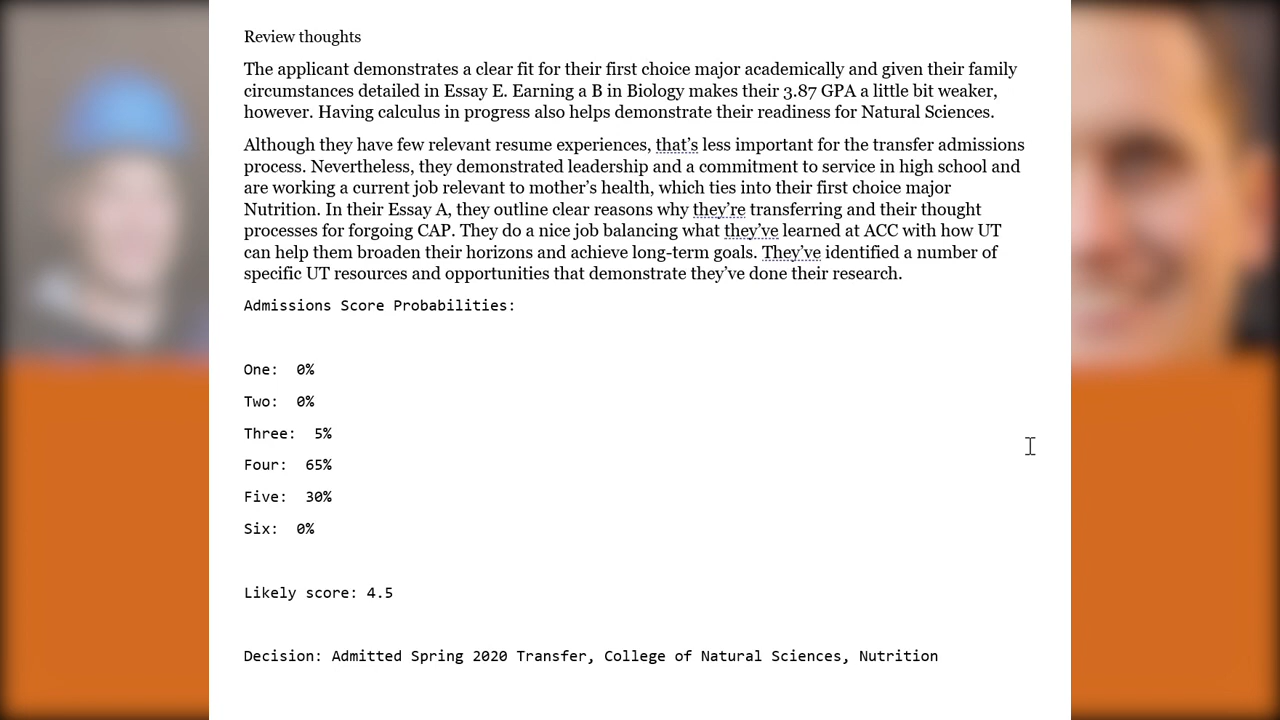 Review thoughts
The applicant demonstrates a clear fit for their first choice major academically and given their family
circumstances detailed in Essay E. Earning a B in Biology makes their 3.87 GPA a little bit weaker,
however. Having calculus in progress also helps demonstrate their readiness for Natural Sciences.
Although they have few relevant resume experiences, that’s less important for the transfer admissions
process. Nevertheless, they demonstrated leadership and a commitment to service in high school and
are working a current job relevant to mother’s health, which ties into their first choice major
Nutrition. In their Essay A, they outline clear reasons why they’re transferring and their thought
processes for forgoing CAP. They do a nice job balancing what they’ve learned at ACC with how UT
can help them broaden their horizons and achieve long-term goals. They’ve identified a number of
specific UT resources and opportunities that demonstrate they’ve done their research.
Admissions Score Probabilities:
One: 0%
Two: 0%
Three: 5%
Four: 65%
Five: 30%
Six: 0%
Likely score: 4.5
Decision: Admitted Spring 2020 Transfer, College of Natural Sciences, Nutrition